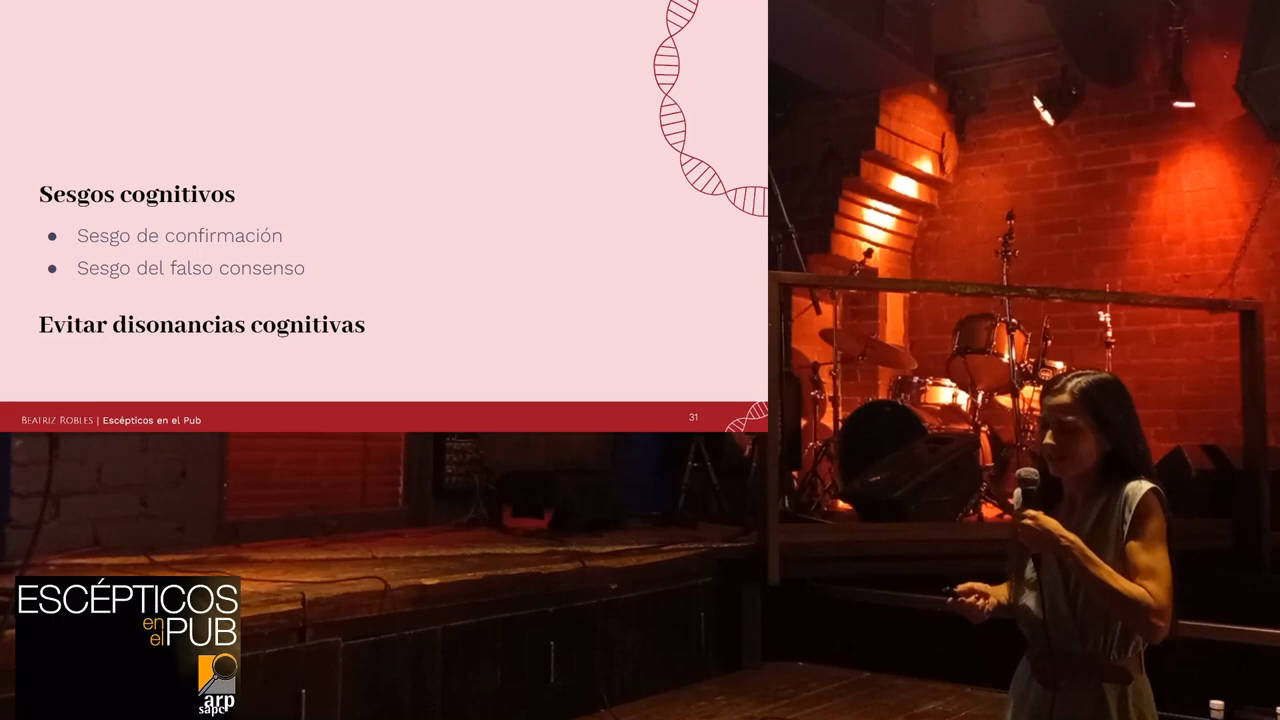 Sesgos cognitivos
● Sesgo de confirmación
● Sesgo del falso consenso
Evitar disonancias cognitivas
BEATRIZ ROBLES | Escépticos en el Pub
31
ESCÉPTICOS
en
el PUB
arp
sapc